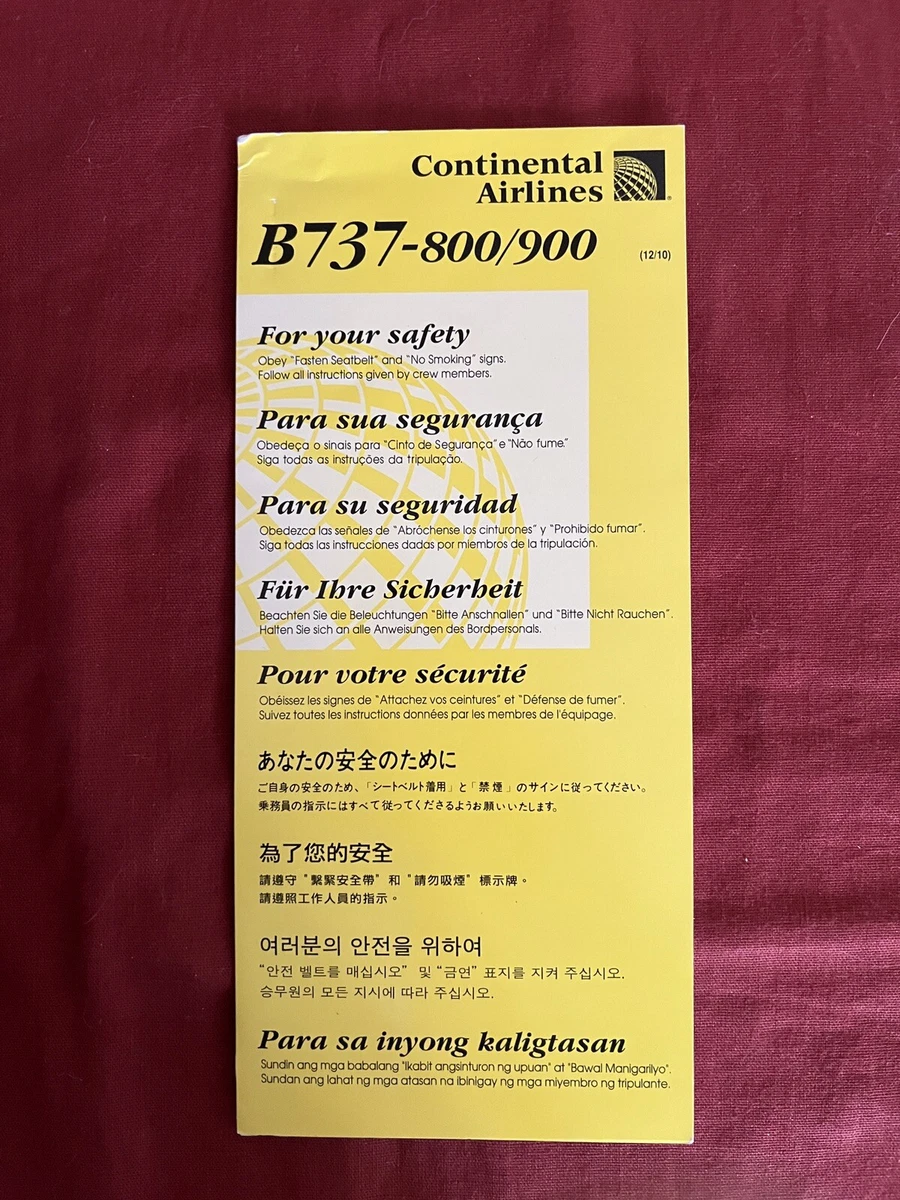 Continental
Airlines
B737-800/900 (12/10)
For your safety
Obey "Fasten Seatbelt" and "No Smoking" signs.
Follow all instructions given by crew members.
Para sua segurança
Obedeça o sinais para "Cinto de Segurança" e "Não fume."
Siga todas as instruções da tripulação.
Para su seguridad
Obedezca las señales de "Abróchense los cinturones" y "Prohibido fumar".
Siga todas las instrucciones dadas por miembros de la tripulación.
Für Ihre Sicherheit
Beachten Sie die Beleuchtungen "Bitte Anschnallen" und "Bitte Nicht Rauchen".
Halten Sie sich an alle Anweisungen des Bordpersonals.
Pour votre sécurité
Obéissez les signes de "Attachez vos ceintures" et "Défense de fumer".
Suivez toutes les instructions données par les membres de l'équipage.
あなたの安全のために
ご自身の安全のため、「シートベルト着用」と「禁煙」のサインに従ってください。
乗務員の指示にはすべて従ってくださるようお願いいたします。
為了您的安全
請遵守 "繫緊安全帶" 和 "請勿吸煙" 標示牌。
請遵照工作人員的指示。
여러분의 안전을 위하여
"안전 벨트를 매십시오" 및 "금연" 표지를 지켜 주십시오.
승무원의 모든 지시에 따라 주십시오.
Para sa inyong kaligtasan
Sundin ang mga babalang "Ikabit angsinturon ng upuan" at "Bawal Manigarilyo".
Sundan ang lahat ng mga atasan na ibinigay ng mga miyembro ng tripulante.